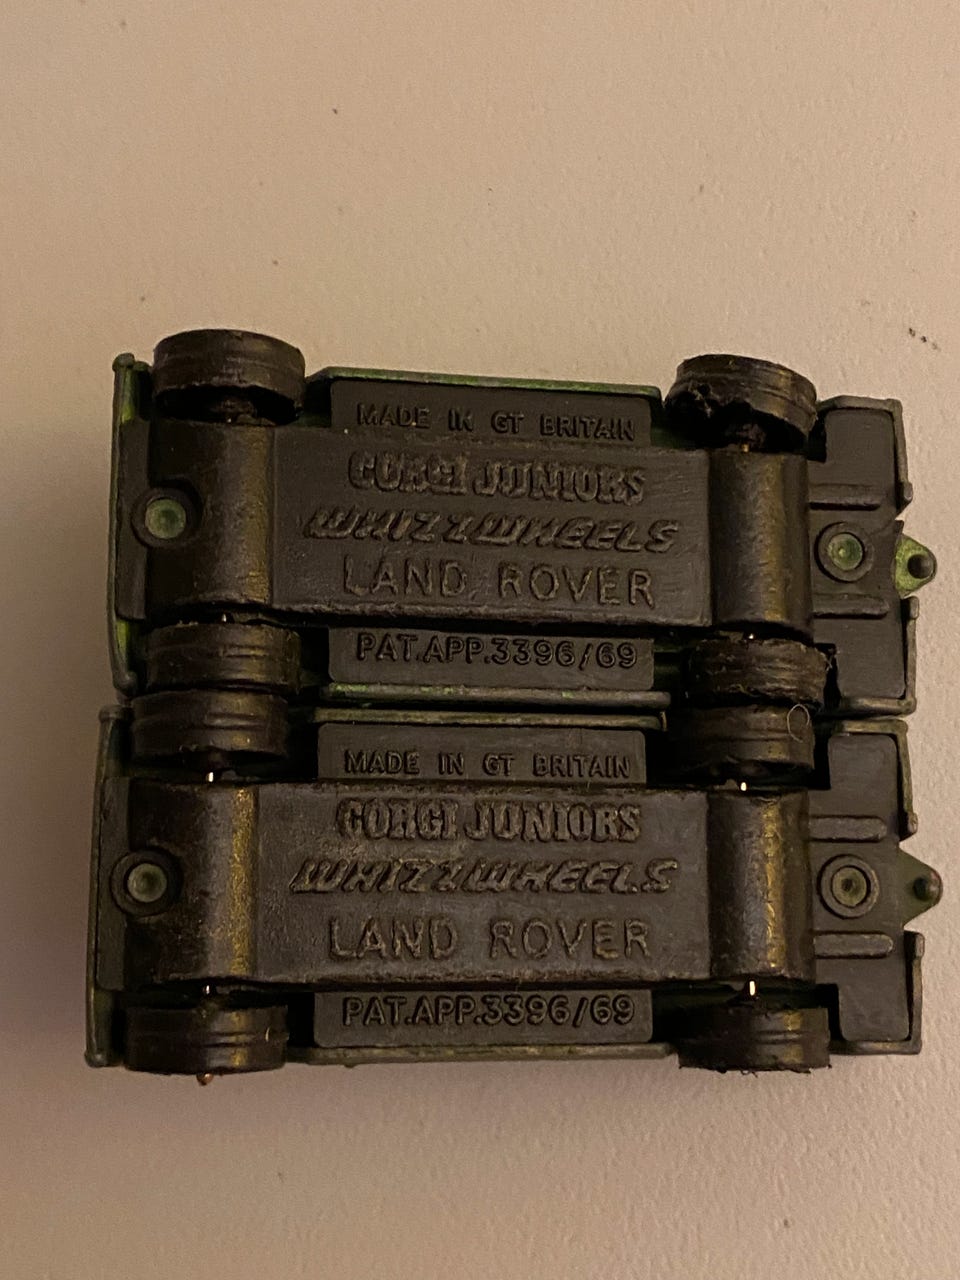 MADE IN GT BRITAIN
CORGI JUNIORS
WHIZZWHEELS
LAND ROVER
PAT.APP.3396/69
MADE IN GT BRITAIN
CORGI JUNIORS
WHIZZWHEELS
LAND ROVER
PAT.APP.3396/69